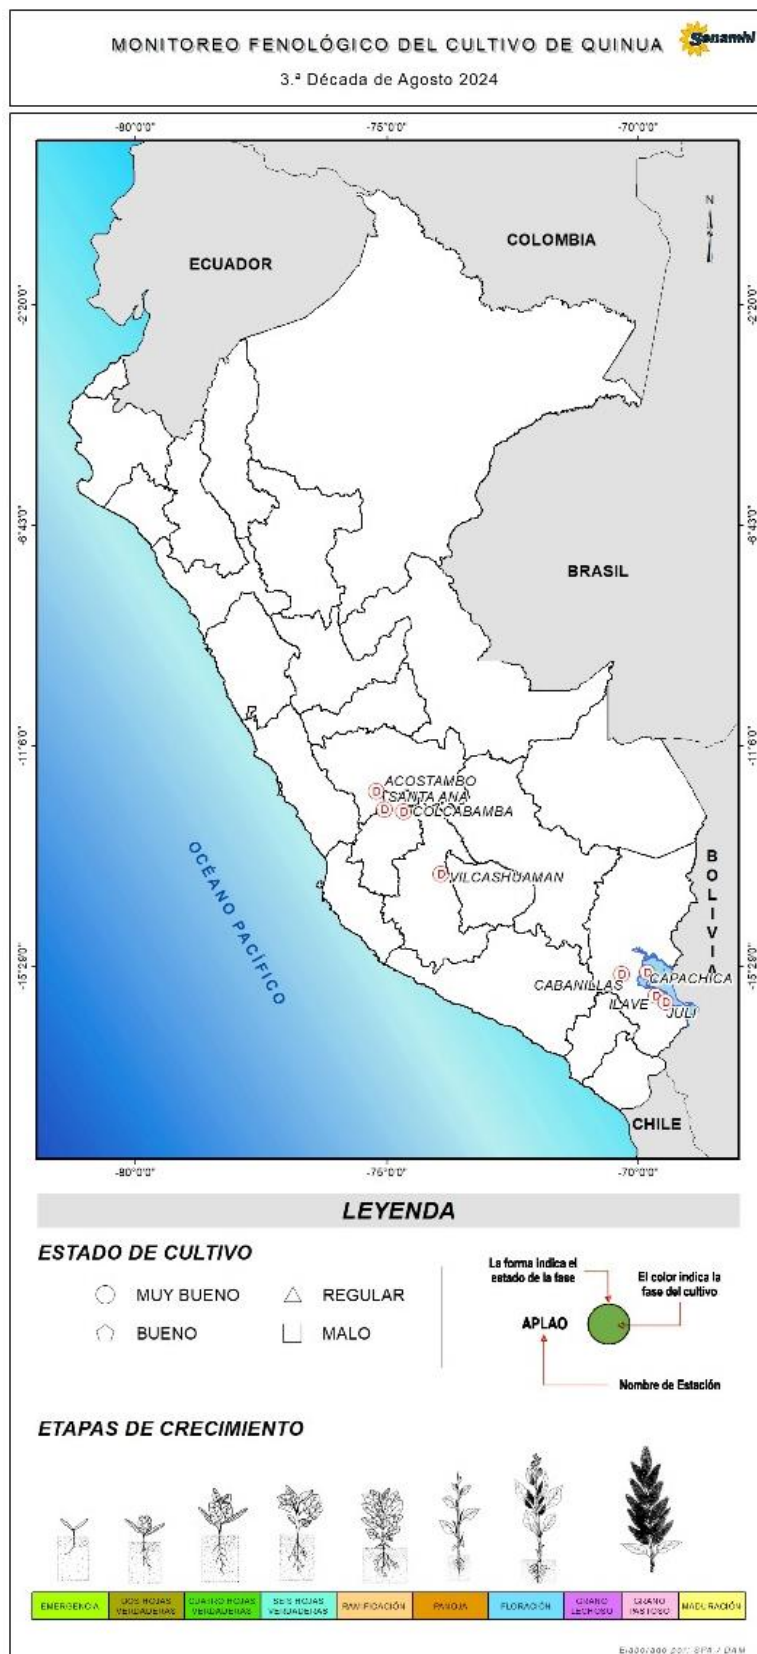 MONITOREO FENOLÓGICO DEL CULTIVO DE QUINUA
Senamhi
3.ª Década de Agosto 2024
-80°0'0" -75°0'0" -70°0'0"
N
COLOMBIA
ECUADOR
-2°20' -2°20'
-6°43'0" -6°43'0"
BRASIL
-11°6'0" -11°6'0"
D ACOSTAMBO
D SANTA ANA
D COLCABAMBA
D VILCASHUAMAN
OCÉANO PACÍFICO
BOLIVIA
-15°28'0" -15°28'0"
CABANILLAS D
D CAPACHICA
ILAVE D
D JULI
CHILE
-80°0'0" -75°0'0" -70°0'0"
LEYENDA
ESTADO DE CULTIVO
MUY BUENO REGULAR
BUENO MALO
La forma indica el
estado de la fase
El color indica la
fase del cultivo
APLAO
Nombre de Estación
ETAPAS DE CRECIMIENTO
EMERGENCIA
DOS HOJAS
VERDADERAS
CUATRO HOJAS
VERDADERAS
SEIS HOJAS
VERDADERAS
RAMIFICACIÓN
PANOJA
FLORACIÓN
GRANO
LECHOSO
GRANO
PASTOSO
MADURACIÓN
Elaborado por: SPA / DAM